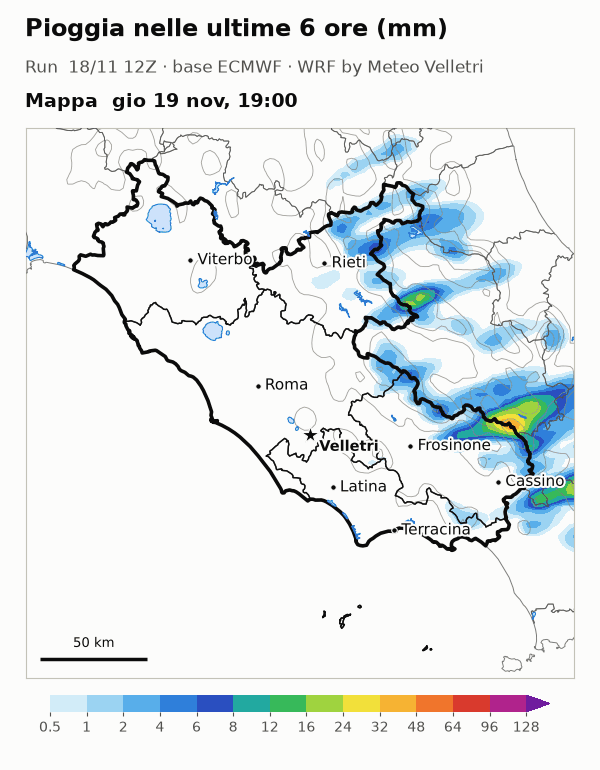 Pioggia nelle ultime 6 ore (mm)
Run  18/11 12Z · base ECMWF · WRF by Meteo Velletri
Mappa  gio 19 nov, 19:00
Viterbo
Rieti
Roma
Velletri
Frosinone
Latina
Cassino
Terracina
50 km
0.5 1 2 4 6 8 12 16 24 32 48 64 96 128